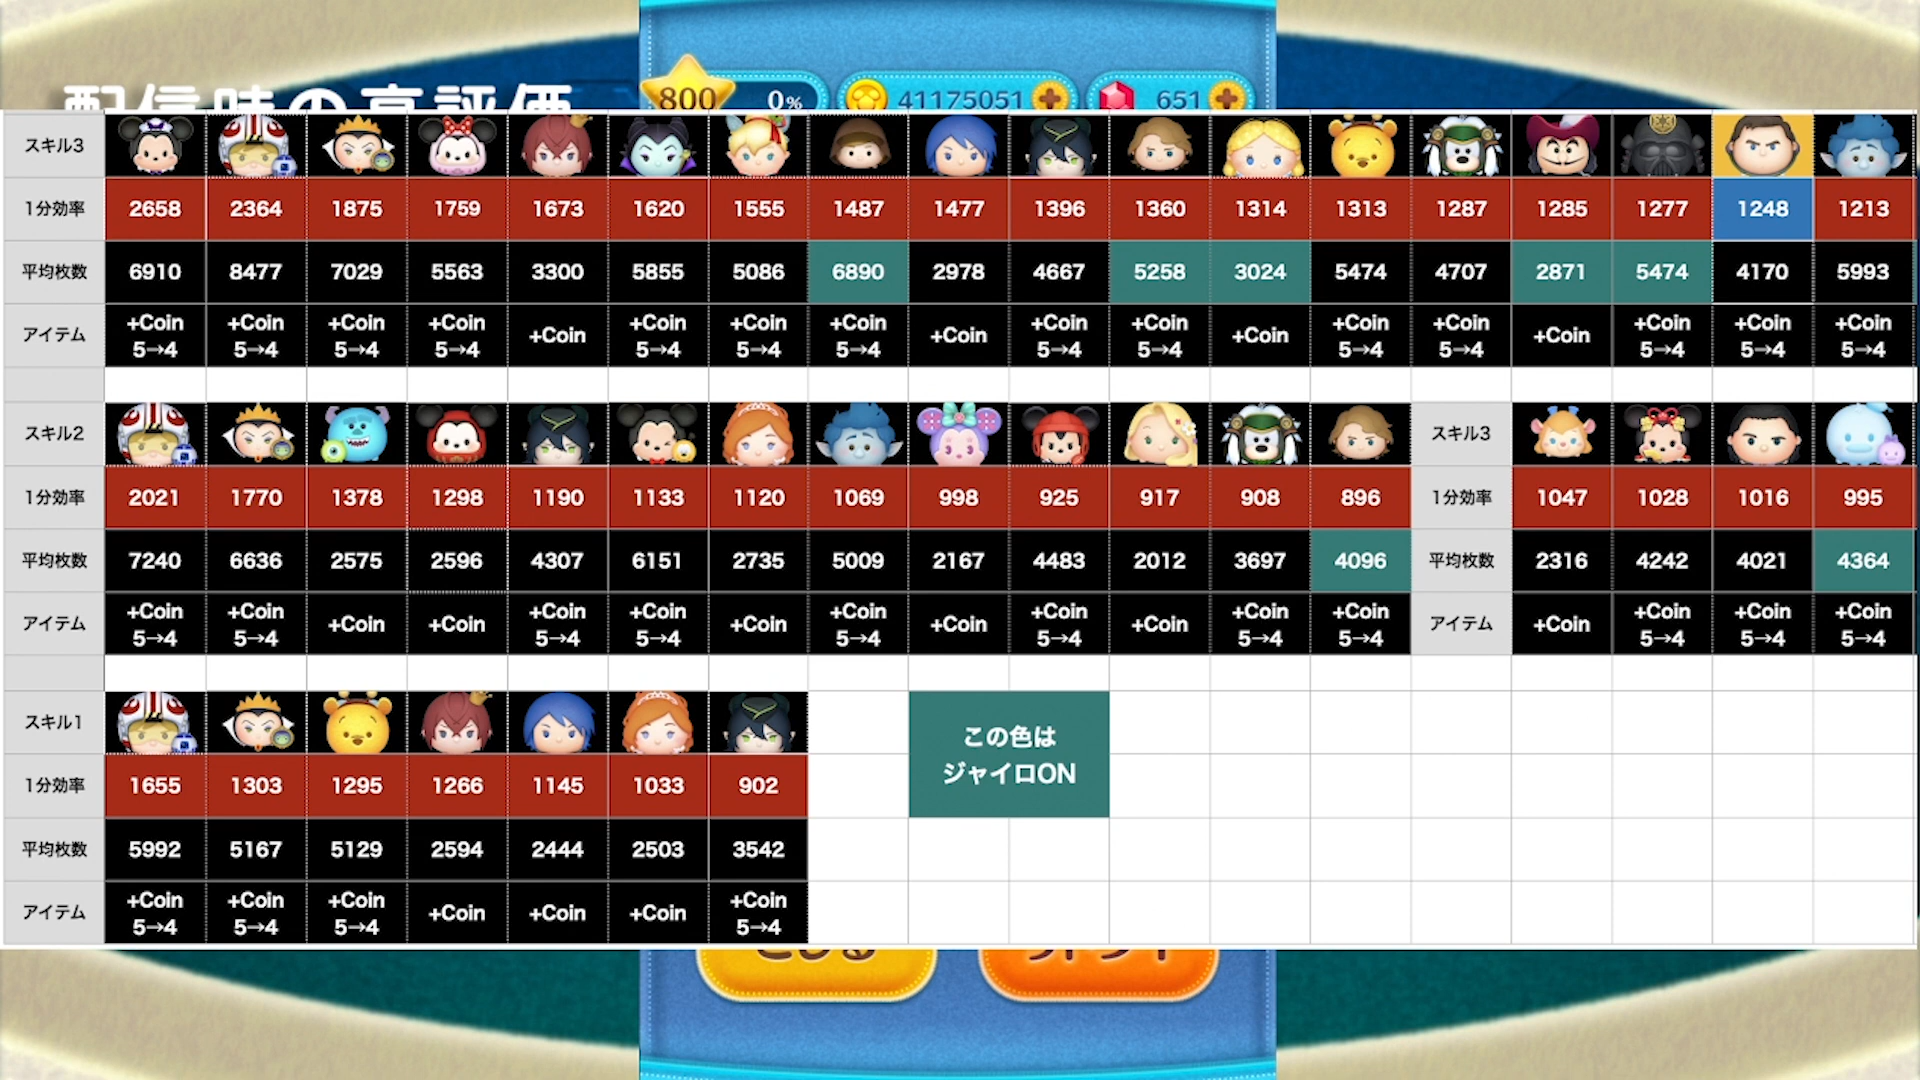 配信時の高評価
800 0% 41175051 651
スキル3
1分効率 2658 2364 1875 1759 1673 1620 1555 1487 1477 1396 1360 1314 1313 1287 1285 1277 1248 1213
平均枚数 6910 8477 7029 5563 3300 5855 5086 6890 2978 4667 5258 3024 5474 4707 2871 5474 4170 5993
アイテム +Coin 5→4 +Coin 5→4 +Coin 5→4 +Coin 5→4 +Coin +Coin 5→4 +Coin 5→4 +Coin 5→4 +Coin +Coin 5→4 +Coin 5→4 +Coin +Coin 5→4 +Coin 5→4 +Coin +Coin 5→4 +Coin 5→4 +Coin 5→4
スキル2 スキル3
1分効率 2021 1770 1378 1298 1190 1133 1120 1069 998 925 917 908 896 1分効率 1047 1028 1016 995
平均枚数 7240 6636 2575 2596 4307 6151 2735 5009 2167 4483 2012 3697 4096 平均枚数 2316 4242 4021 4364
アイテム +Coin 5→4 +Coin 5→4 +Coin +Coin +Coin 5→4 +Coin 5→4 +Coin +Coin 5→4 +Coin +Coin 5→4 +Coin +Coin 5→4 +Coin 5→4 アイテム +Coin +Coin 5→4 +Coin 5→4 +Coin 5→4
スキル1
この色は
ジャイロON
1分効率 1655 1303 1295 1266 1145 1033 902
平均枚数 5992 5167 5129 2594 2444 2503 3542
アイテム +Coin 5→4 +Coin 5→4 +Coin 5→4 +Coin +Coin +Coin +Coin 5→4